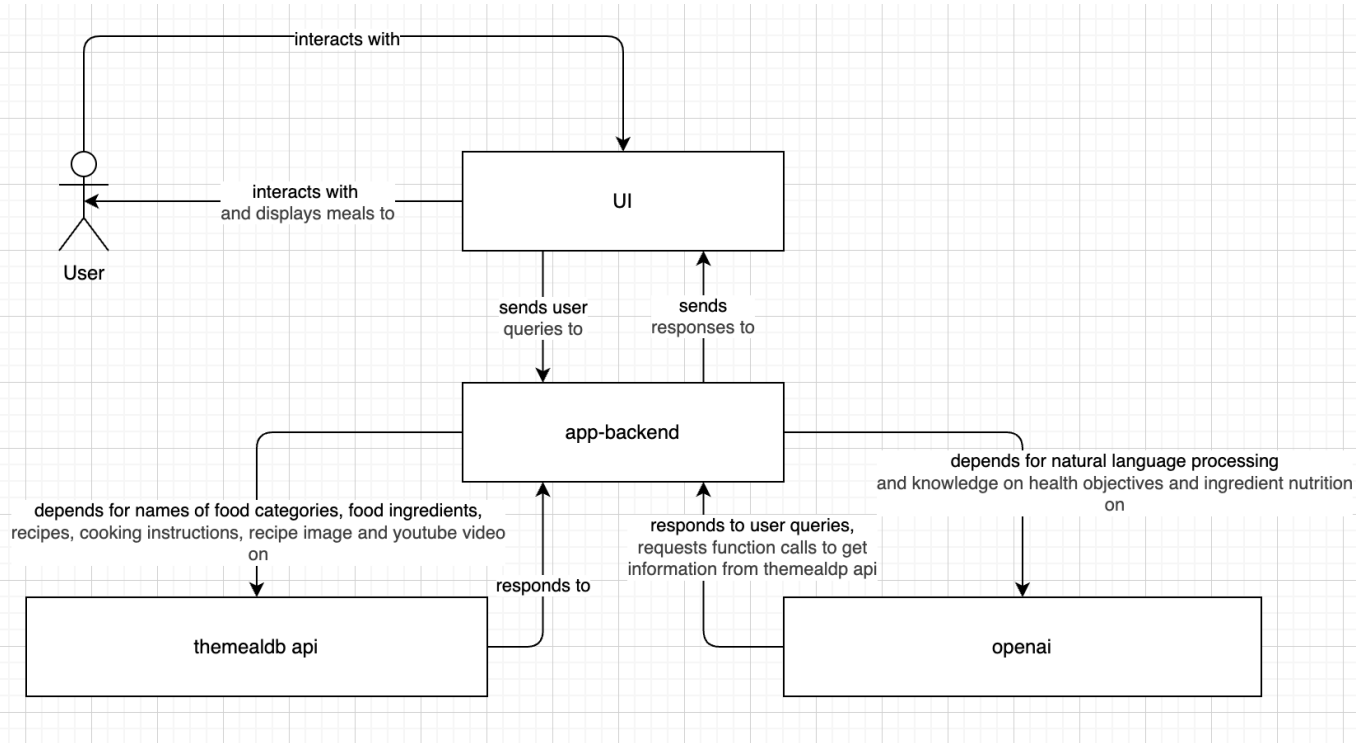 interacts with
UI
interacts with
and displays meals to
User
sends user
queries to
sends
responses to
app-backend
depends for natural language processing
and knowledge on health objectives and ingredient nutrition
on
depends for names of food categories, food ingredients,
recipes, cooking instructions, recipe image and youtube video
on
responds to user queries,
requests function calls to get
information from themealdp api
responds to
themealdb api
openai